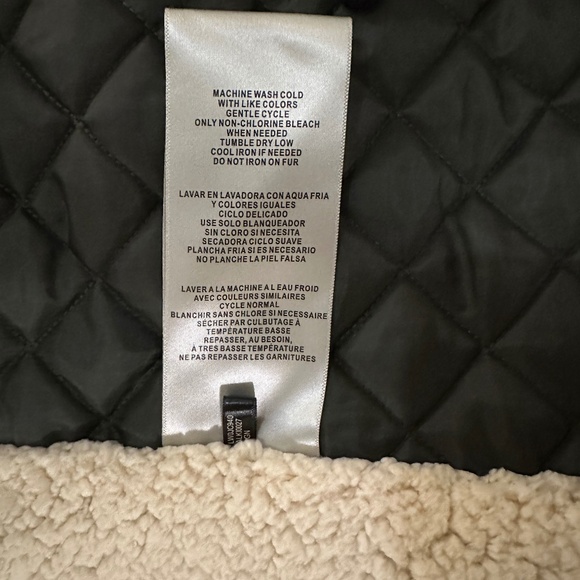 MACHINE WASH COLD
WITH LIKE COLORS
GENTLE CYCLE
ONLY NON-CHLORINE BLEACH
WHEN NEEDED
TUMBLE DRY LOW
COOL IRON IF NEEDED
DO NOT IRON ON FUR
LAVAR EN LAVADORA CON AQUA FRIA
Y COLORES IGUALES
CICLO DELICADO
USE SOLO BLANQUEADOR
SIN CLORO SI NECESITA
SECADORA CICLO SUAVE
PLANCHA FRIA SI ES NECESARIO
NO PLANCHE LA PIEL FALSA
LAVER A LA MACHINE A L EAU FROID
AVEC COULEURS SIMILAIRES
CYCLE NORMAL
BLANCHIR SANS CHLORE SI NECESSAIRE
SÉCHER PAR CULBUTAGE À
TEMPÉRATURE BASSE
REPASSER, AU BESOIN,
À TRES BASSE TEMPÉRATURE
NE PAS REPASSER LES GARNITURES